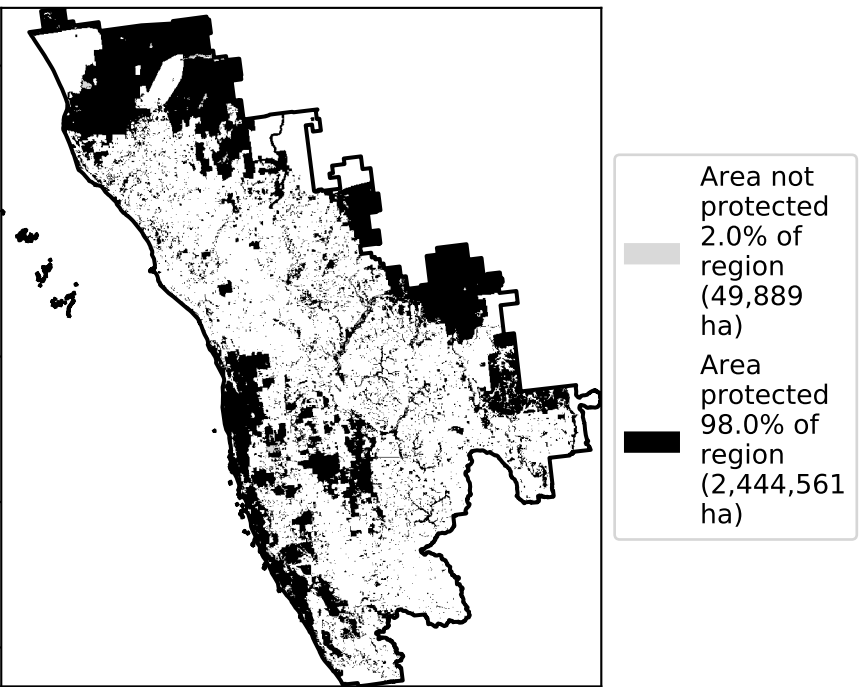 Area not
protected
2.0% of
region
(49,889
ha)
Area
protected
98.0% of
region
(2,444,561
ha)